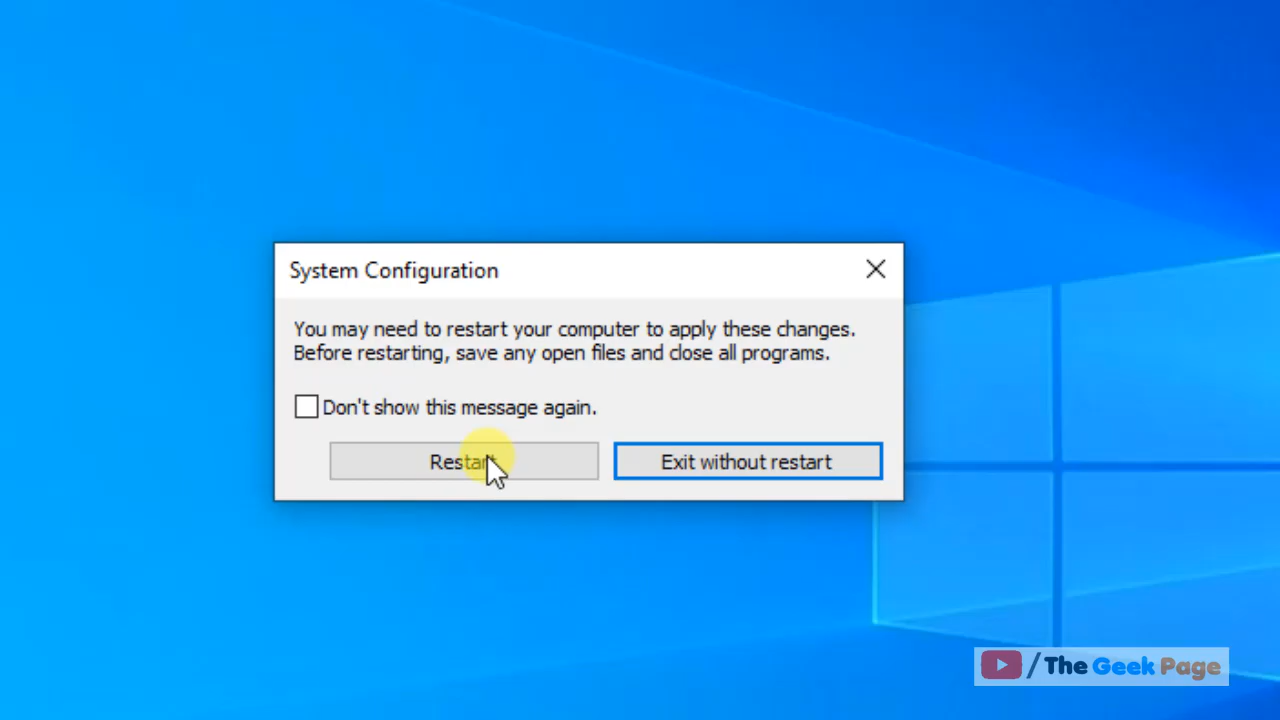 System Configuration
You may need to restart your computer to apply these changes.
Before restarting, save any open files and close all programs.
Don't show this message again.
Restart
Exit without restart
/The Geek Page